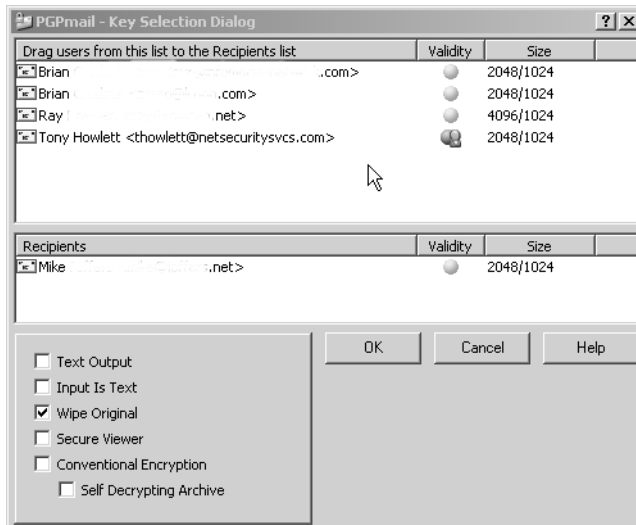 PGPmail - Key Selection Dialog
Drag users from this list to the Recipients list Validity Size
Brian .com> 2048/1024
Brian .com> 2048/1024
Ray .net> 4096/1024
Tony Howlett <thowlett@netsecuritysvcs.com> 2048/1024
Recipients Validity Size
Mike .net> 2048/1024
OK Cancel Help
Text Output
Input Is Text
Wipe Original
Secure Viewer
Conventional Encryption
Self Decrypting Archive